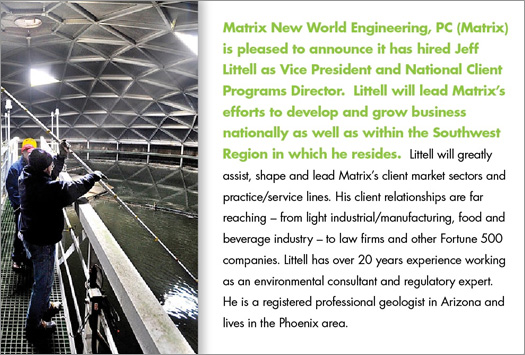 Matrix New World Engineering, PC (Matrix)
is pleased to announce it has hired Jeff
Littell as Vice President and National Client
Programs Director.  Littell will lead Matrix's
efforts to develop and grow business
nationally as well as within the Southwest
Region in which he resides.  Littell will greatly
assist, shape and lead Matrix's client market sectors and
practice/service lines. His client relationships are far
reaching – from light industrial/manufacturing, food and
beverage industry – to law firms and other Fortune 500
companies. Littell has over 20 years experience working
as an environmental consultant and regulatory expert.
He is a registered professional geologist in Arizona and
lives in the Phoenix area.